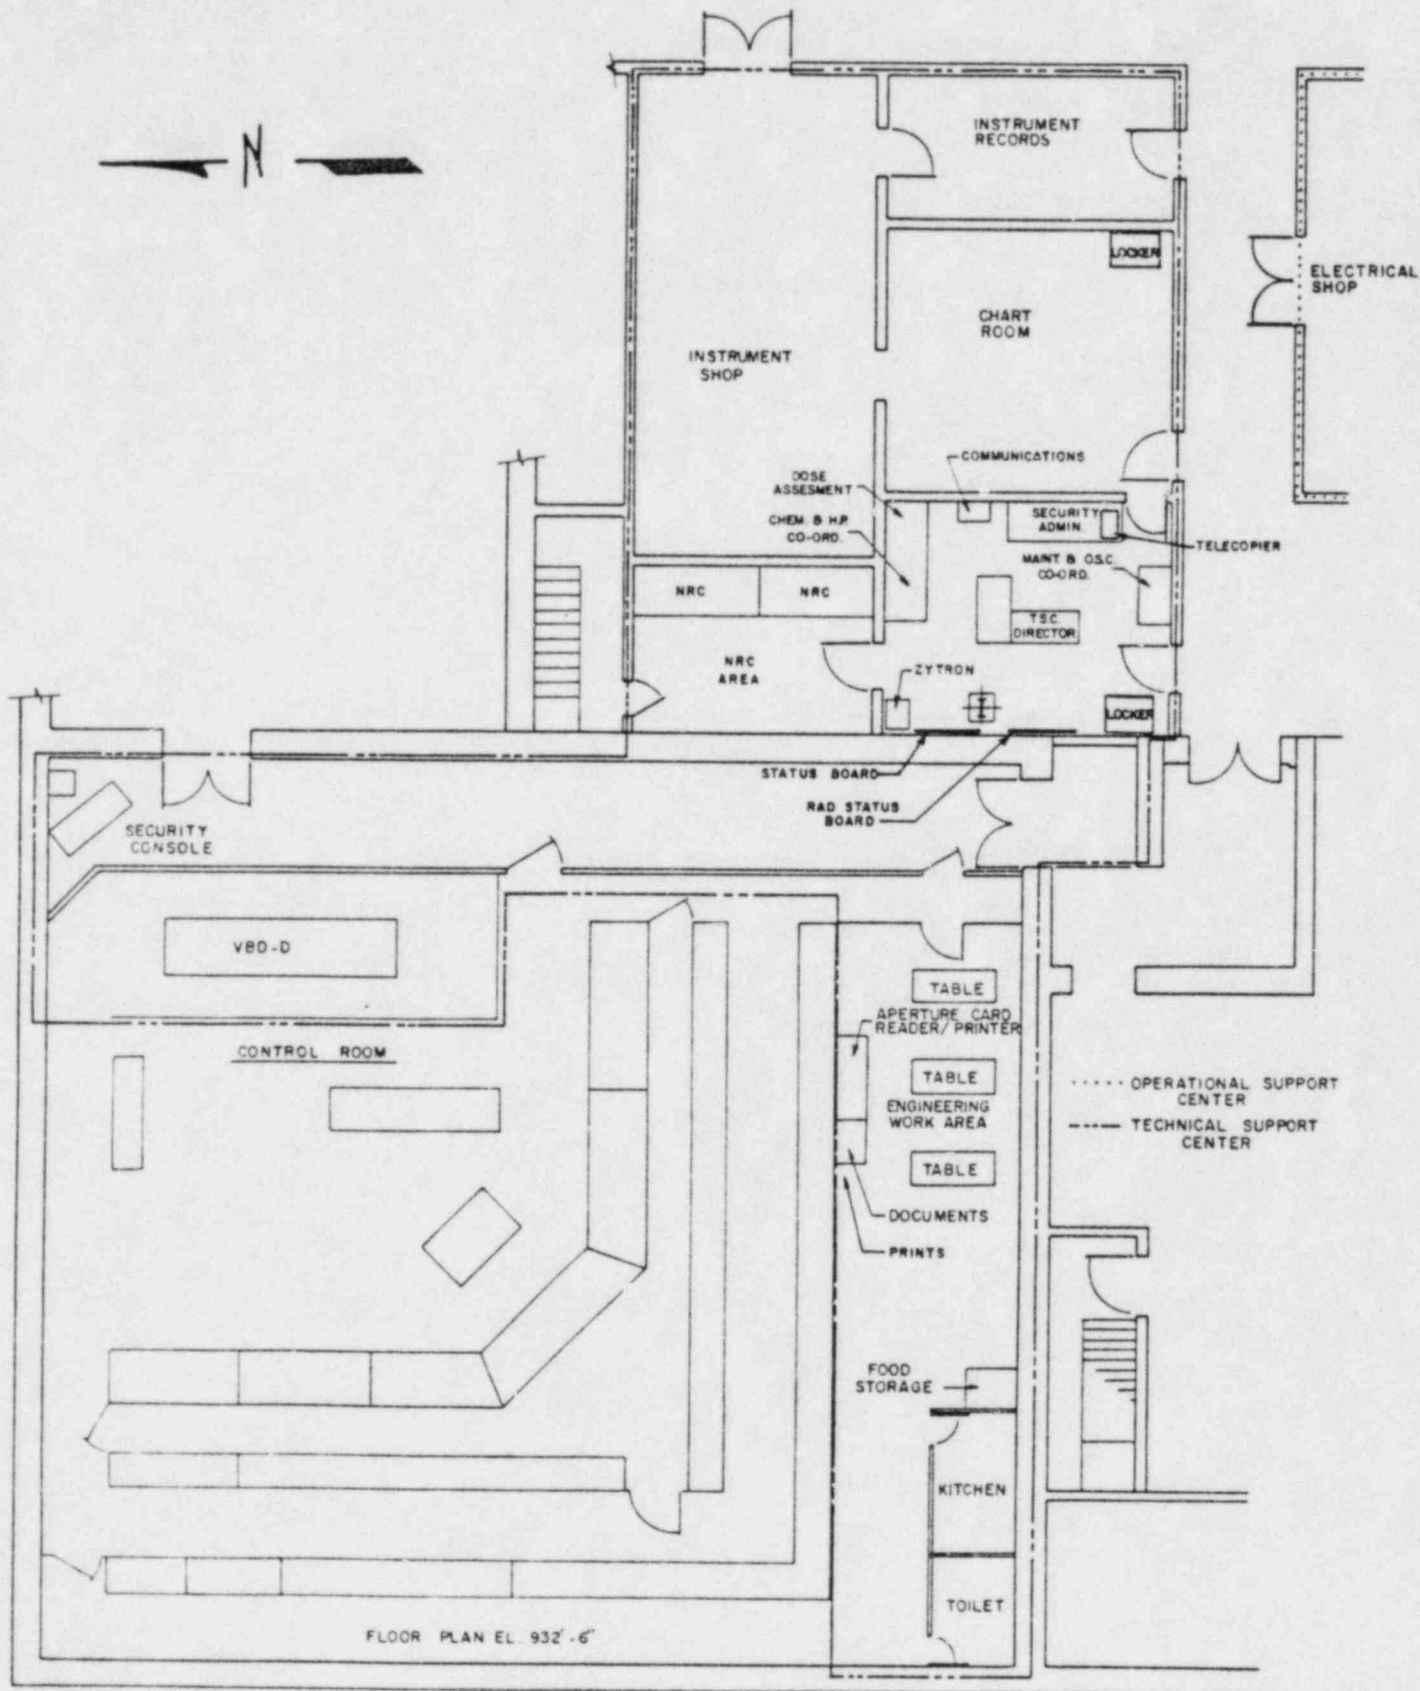 N
INSTRUMENT
RECORDS
LOCKER
ELECTRICAL
SHOP
CHART
ROOM
INSTRUMENT
SHOP
COMMUNICATIONS
DOSE
ASSESMENT
CHEM. & H.P.
CO-ORD.
SECURITY
ADMIN.
TELECOPIER
MAINT & O.S.C.
CO-ORD.
NRC
NRC
T.S.C.
DIRECTOR
NRC
AREA
ZYTRON
LOCKER
STATUS BOARD
RAD STATUS
BOARD
SECURITY
CONSOLE
VBD-D
TABLE
APERTURE CARD
READER/PRINTER
CONTROL ROOM
TABLE
ENGINEERING
WORK AREA
OPERATIONAL SUPPORT
CENTER
TECHNICAL SUPPORT
CENTER
TABLE
DOCUMENTS
PRINTS
FOOD
STORAGE
KITCHEN
TOILET
FLOOR PLAN EL. 932'-6"